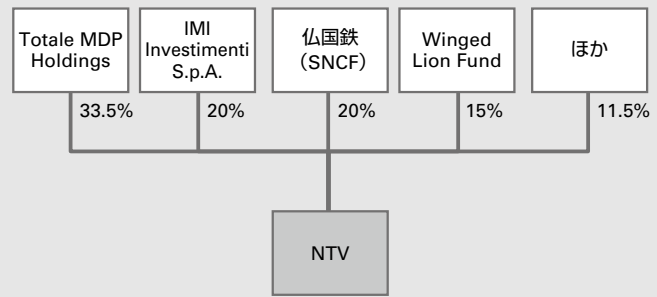 Totale MDP
Holdings
IMI
Investimenti
S.p.A.
仏国鉄
（SNCF）
Winged
Lion Fund
ほか
33.5%
20%
20%
15%
11.5%
NTV